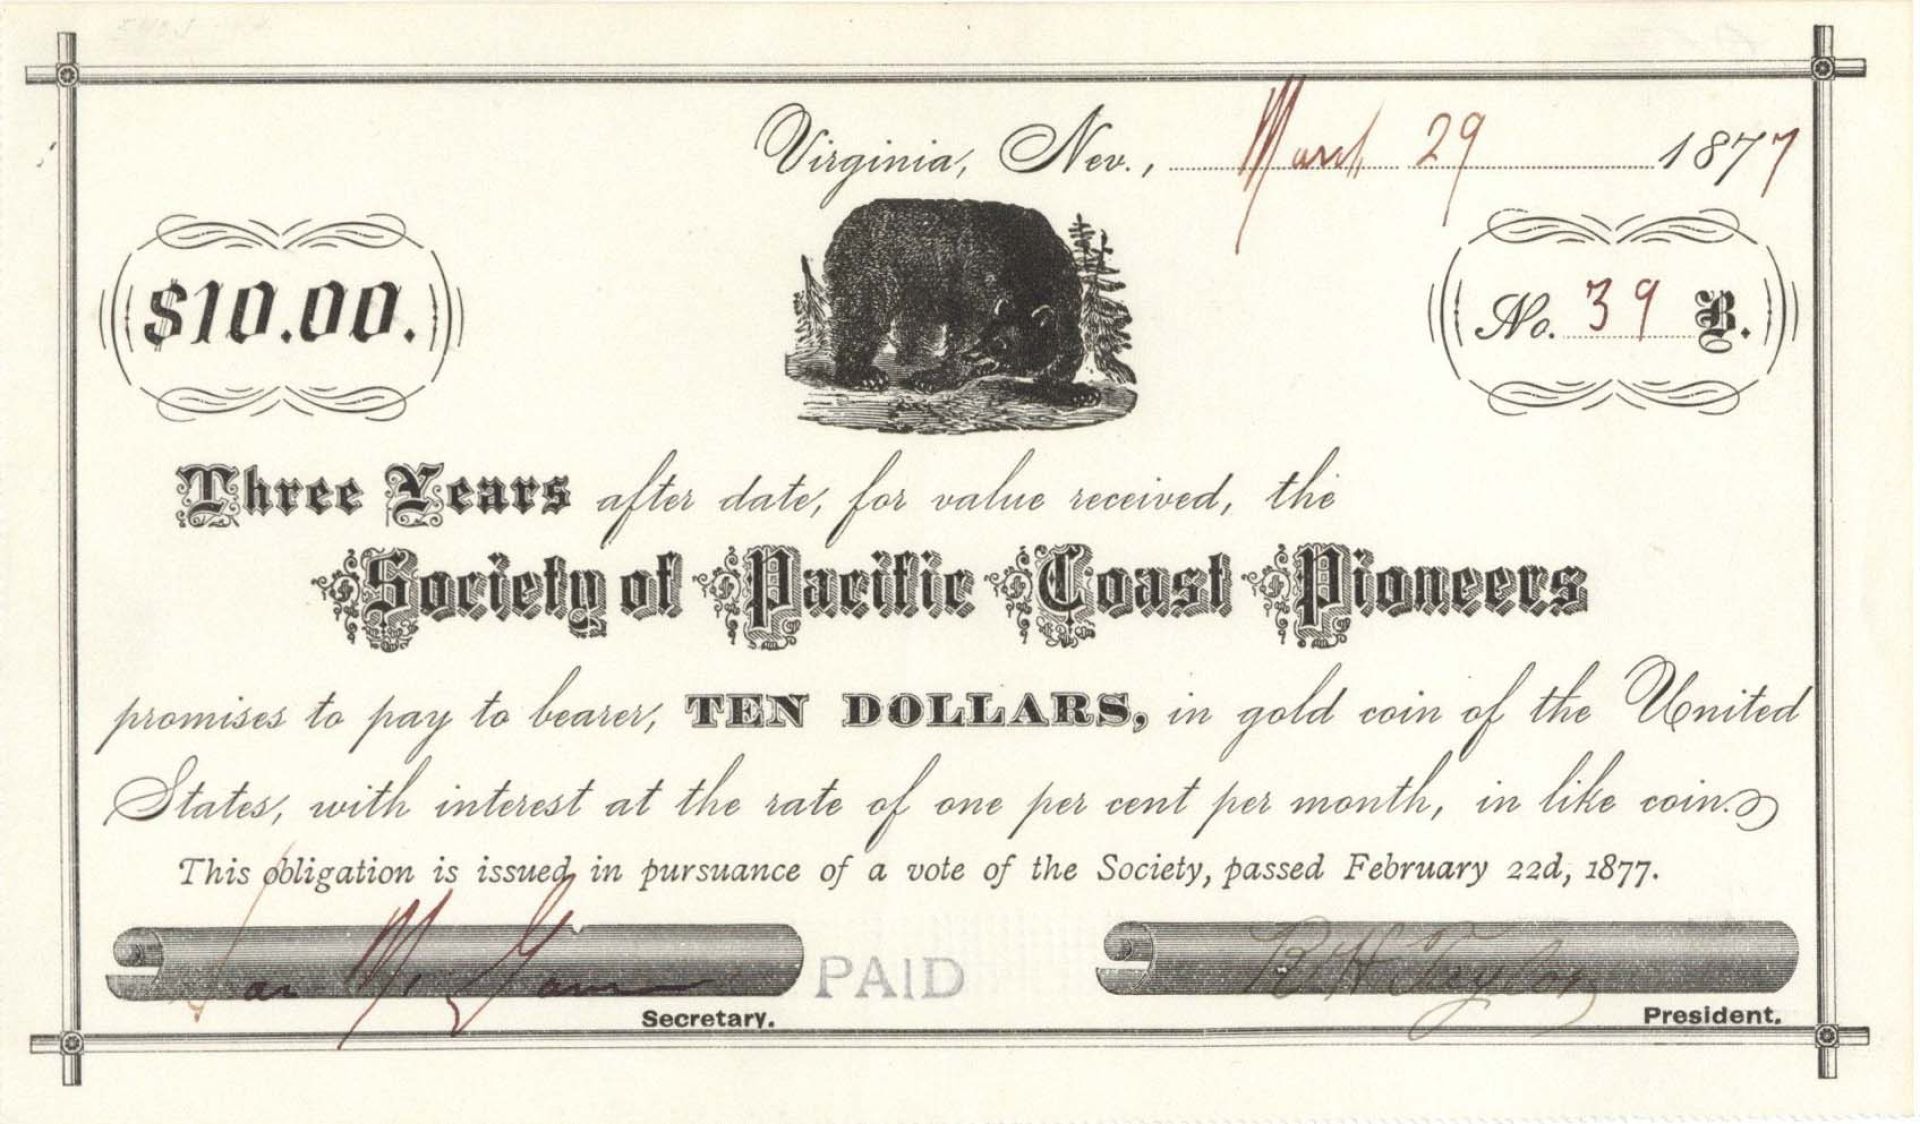 Virginia, Nev., March 29 1877
$10.00.
No. 39 B.
Three Years after date, for value received, the
Society of Pacific Coast Pioneers
promises to pay to bearer, TEN DOLLARS, in gold coin of the United
States, with interest at the rate of one per cent per month, in like coin.
This obligation is issued, in pursuance of a vote of the Society, passed February 22d, 1877.
PAID
R H Taylor
Secretary.
President.